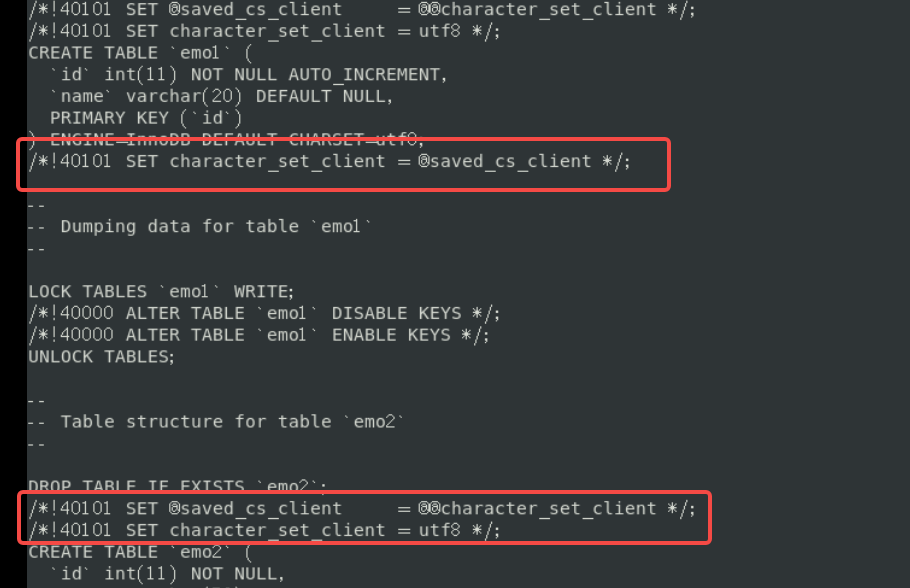 /*!40101 SET @saved_cs_client     = @@character_set_client */;
/*!40101 SET character_set_client = utf8 */;
CREATE TABLE `emo1` (
  `id` int(11) NOT NULL AUTO_INCREMENT,
  `name` varchar(20) DEFAULT NULL,
  PRIMARY KEY (`id`)
) ENGINE=InnoDB DEFAULT CHARSET=utf8;
/*!40101 SET character_set_client = @saved_cs_client */;
--
-- Dumping data for table `emo1`
--
LOCK TABLES `emo1` WRITE;
/*!40000 ALTER TABLE `emo1` DISABLE KEYS */;
/*!40000 ALTER TABLE `emo1` ENABLE KEYS */;
UNLOCK TABLES;
--
-- Table structure for table `emo2`
--
DROP TABLE IF EXISTS `emo2`;
/*!40101 SET @saved_cs_client     = @@character_set_client */;
/*!40101 SET character_set_client = utf8 */;
CREATE TABLE `emo2` (
  `id` int(11) NOT NULL,